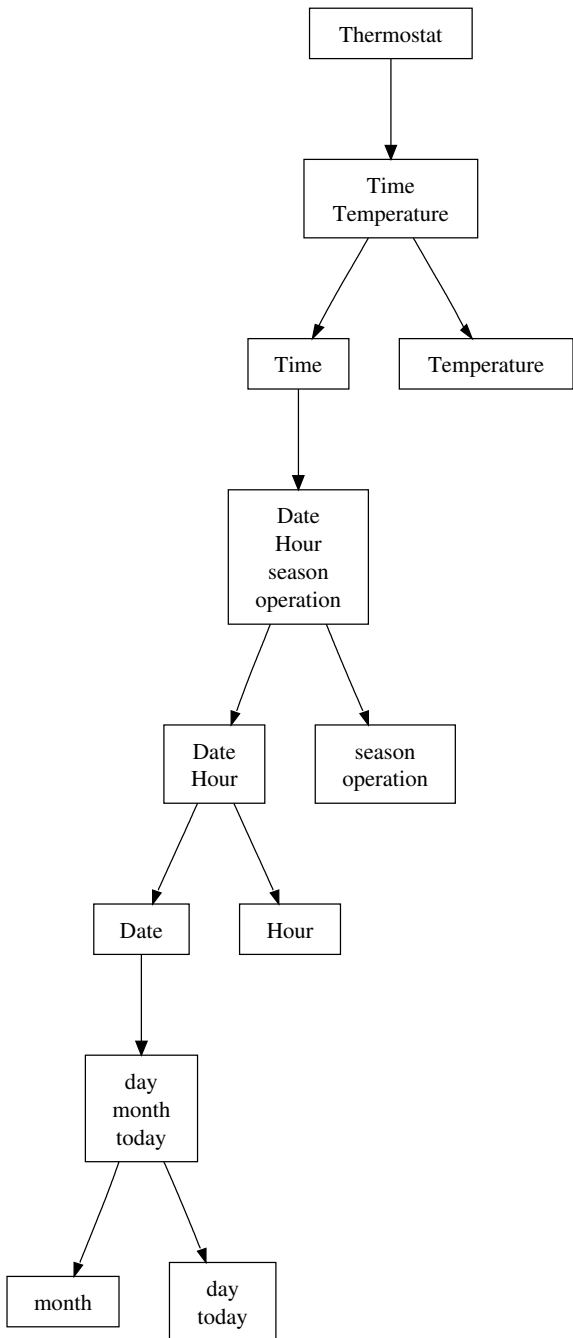 Thermostat
Time
Temperature
Time
Temperature
Date
Hour
season
operation
Date
Hour
season
operation
Date
Hour
day
month
today
month
day
today